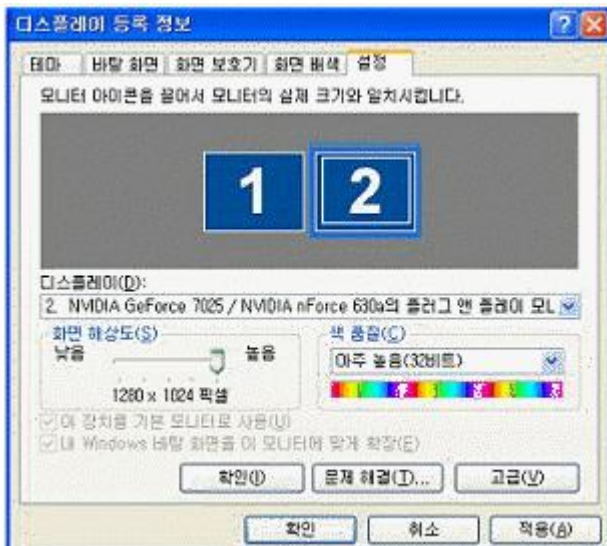 디스플레이 등록 정보
테마 바탕 화면 화면 보호기 화면 배색 설정
모니터 아이콘을 끌어서 모니터의 실제 크기와 일치시킵니다.
1 2
디스플레이(D):
2. NVIDIA GeForce 7025 / NVIDIA nForce 630a의 플러그 앤 플레이 모니
화면 해상도(S) 색 품질(C)
낮음 높음 아주 높음(32비트)
1280 x 1024 픽셀
이 장치를 기본 모니터로 사용(U)
내 Windows 바탕 화면을 이 모니터에 맞게 확장(E)
확인(I) 문제 해결(T)... 고급(V)
확인 취소 적용(A)